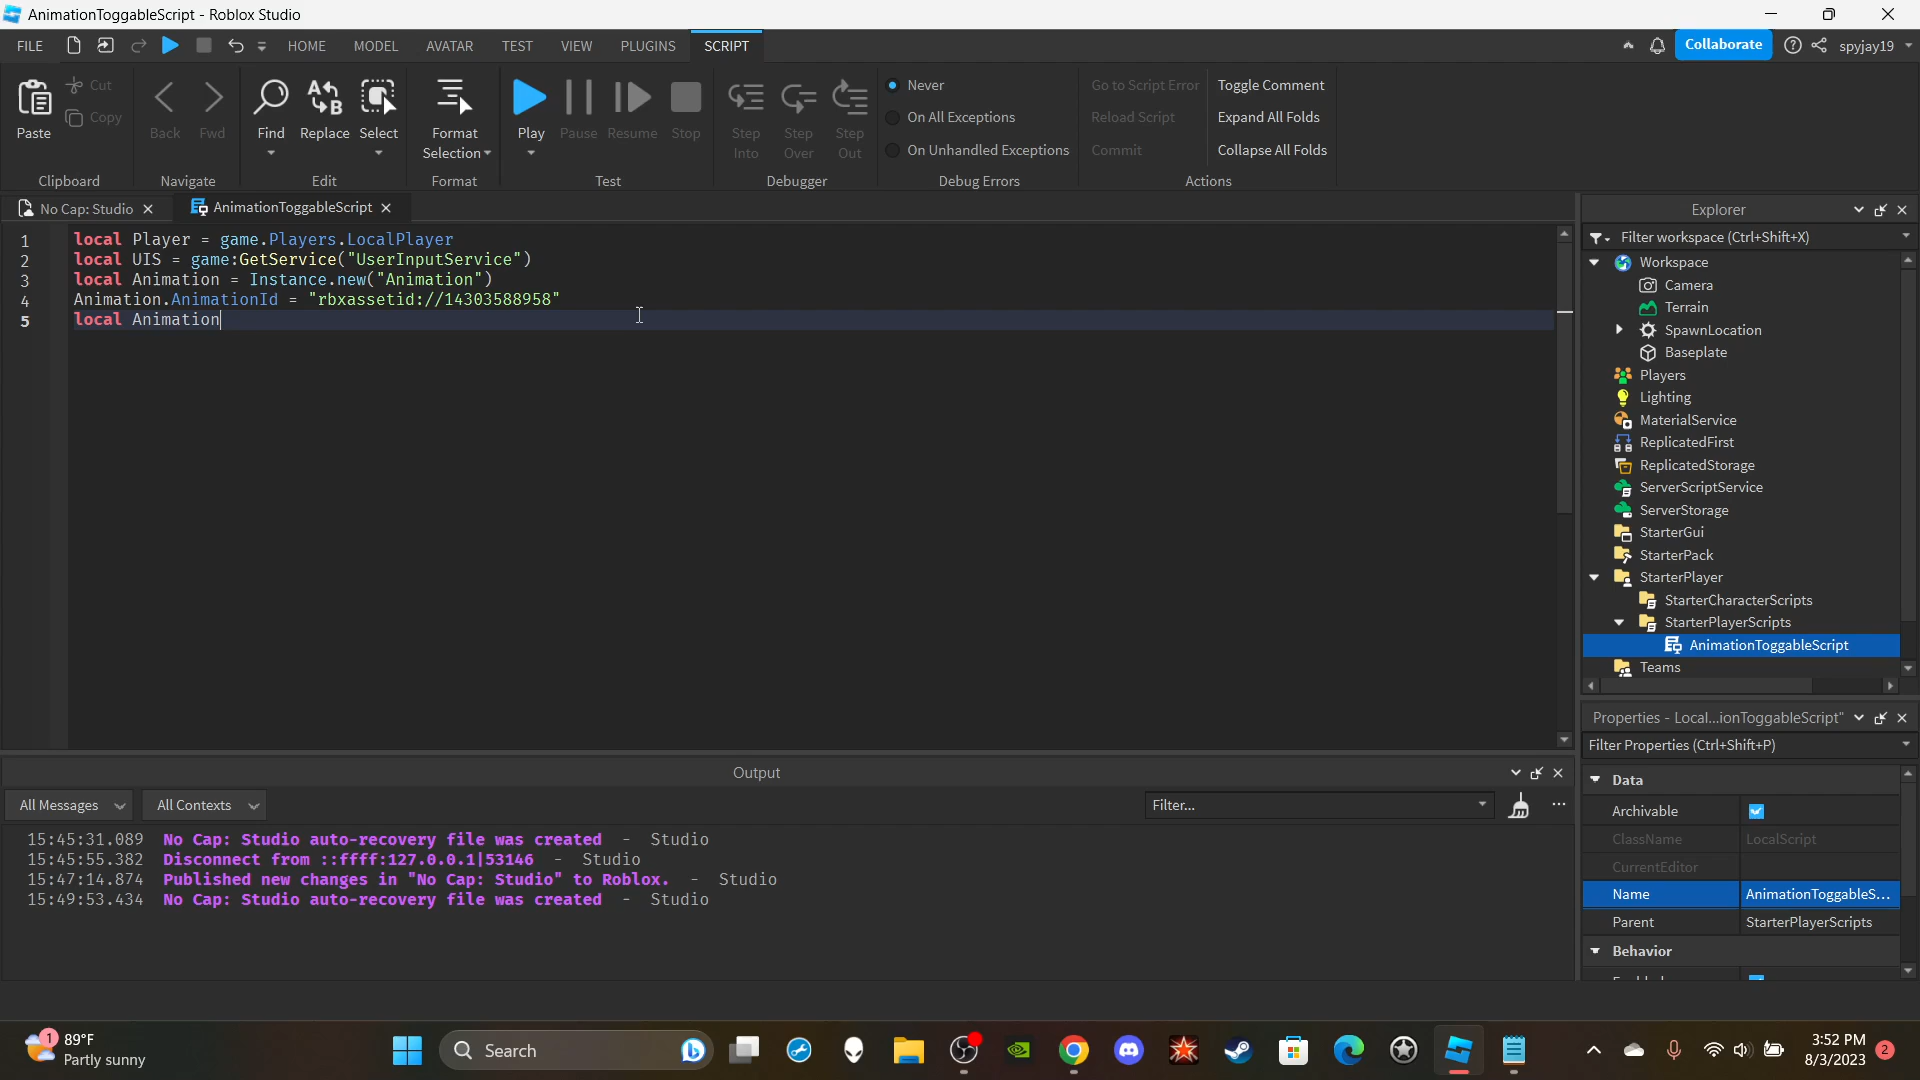 AnimationToggableScript - Roblox Studio
FILE HOME MODEL AVATAR TEST VIEW PLUGINS SCRIPT Collaborate spyjay19
Paste Cut Copy Clipboard
Back Fwd Navigate
Find Replace Select Edit
Format Selection Format
Play Pause Resume Stop Test
Step Into Step Over Step Out Debugger
Never
On All Exceptions
On Unhandled Exceptions
Debug Errors
Go to Script Error
Reload Script
Commit
Toggle Comment
Expand All Folds
Collapse All Folds
Actions
No Cap: Studio AnimationToggableScript
1 local Player = game.Players.LocalPlayer
2 local UIS = game:GetService("UserInputService")
3 local Animation = Instance.new("Animation")
4 Animation.AnimationId = "rbxassetid://14303588958"
5 local Animation
Explorer
Filter workspace (Ctrl+Shift+X)
Workspace
Camera
Terrain
SpawnLocation
Baseplate
Players
Lighting
MaterialService
ReplicatedFirst
ReplicatedStorage
ServerScriptService
ServerStorage
StarterGui
StarterPack
StarterPlayer
StarterCharacterScripts
StarterPlayerScripts
AnimationToggableScript
Teams
Properties - Local...ionToggableScript"
Filter Properties (Ctrl+Shift+P)
Data
Archivable
ClassName LocalScript
CurrentEditor
Name AnimationToggableS...
Parent StarterPlayerScripts
Behavior
Output
All Messages All Contexts Filter... ...
15:45:31.089 No Cap: Studio auto-recovery file was created - Studio
15:45:55.382 Disconnect from ::ffff:127.0.0.1|53146 - Studio
15:47:14.874 Published new changes in "No Cap: Studio" to Roblox. - Studio
15:49:53.434 No Cap: Studio auto-recovery file was created - Studio
1 89°F
Partly sunny
Search
3:52 PM
8/3/2023 2